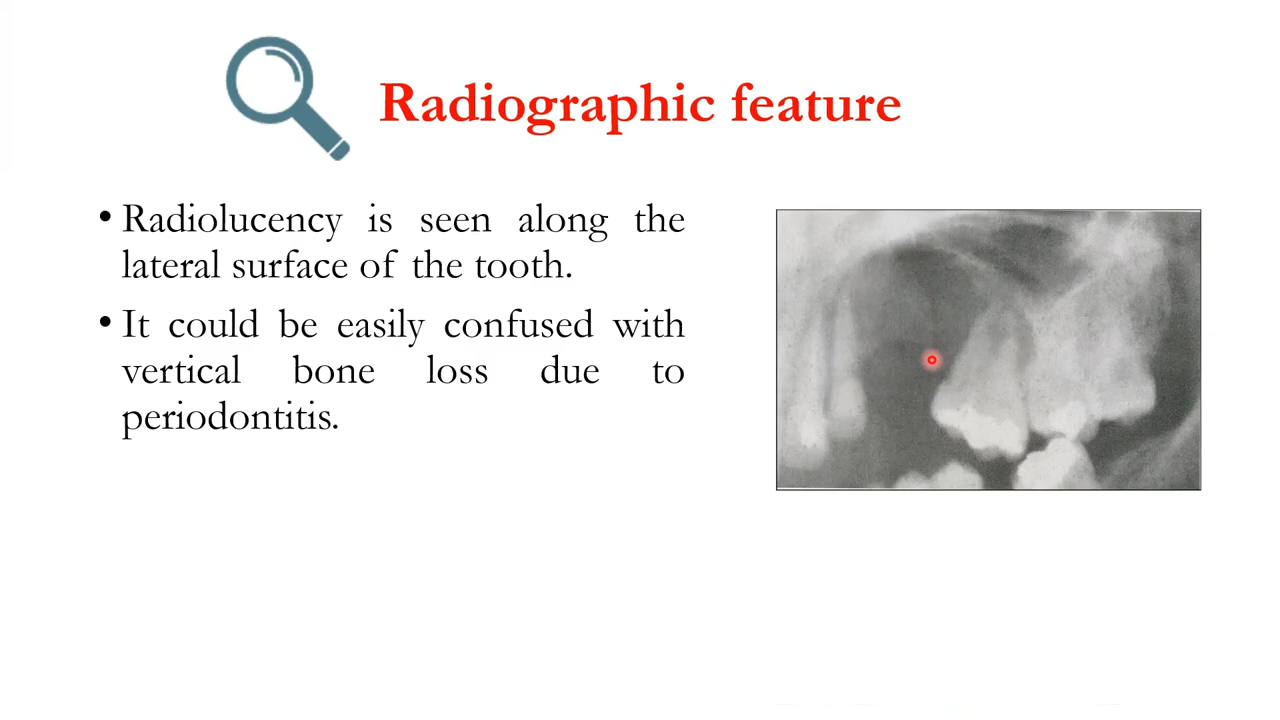 Radiographic feature
• Radiolucency is seen along the
lateral surface of the tooth.
• It could be easily confused with
vertical bone loss due to
periodontitis.